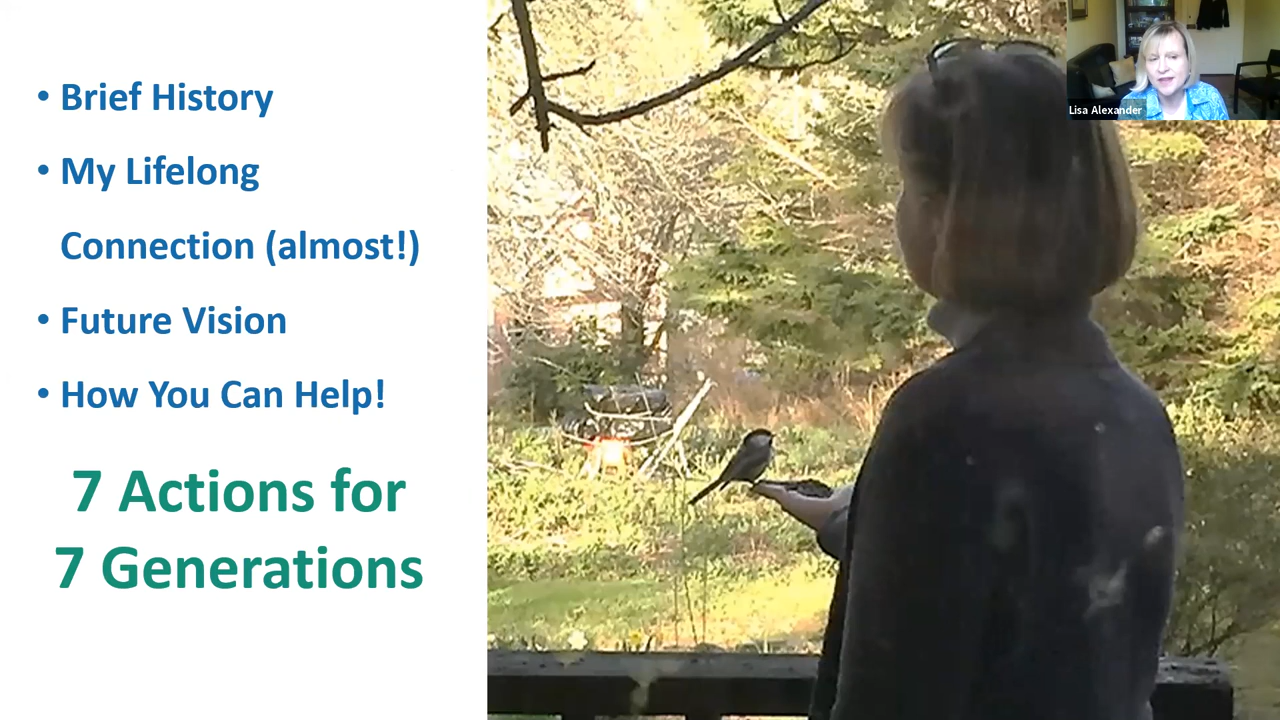 • Brief History
• My Lifelong
Connection (almost!)
• Future Vision
• How You Can Help!
7 Actions for
7 Generations
Lisa Alexander